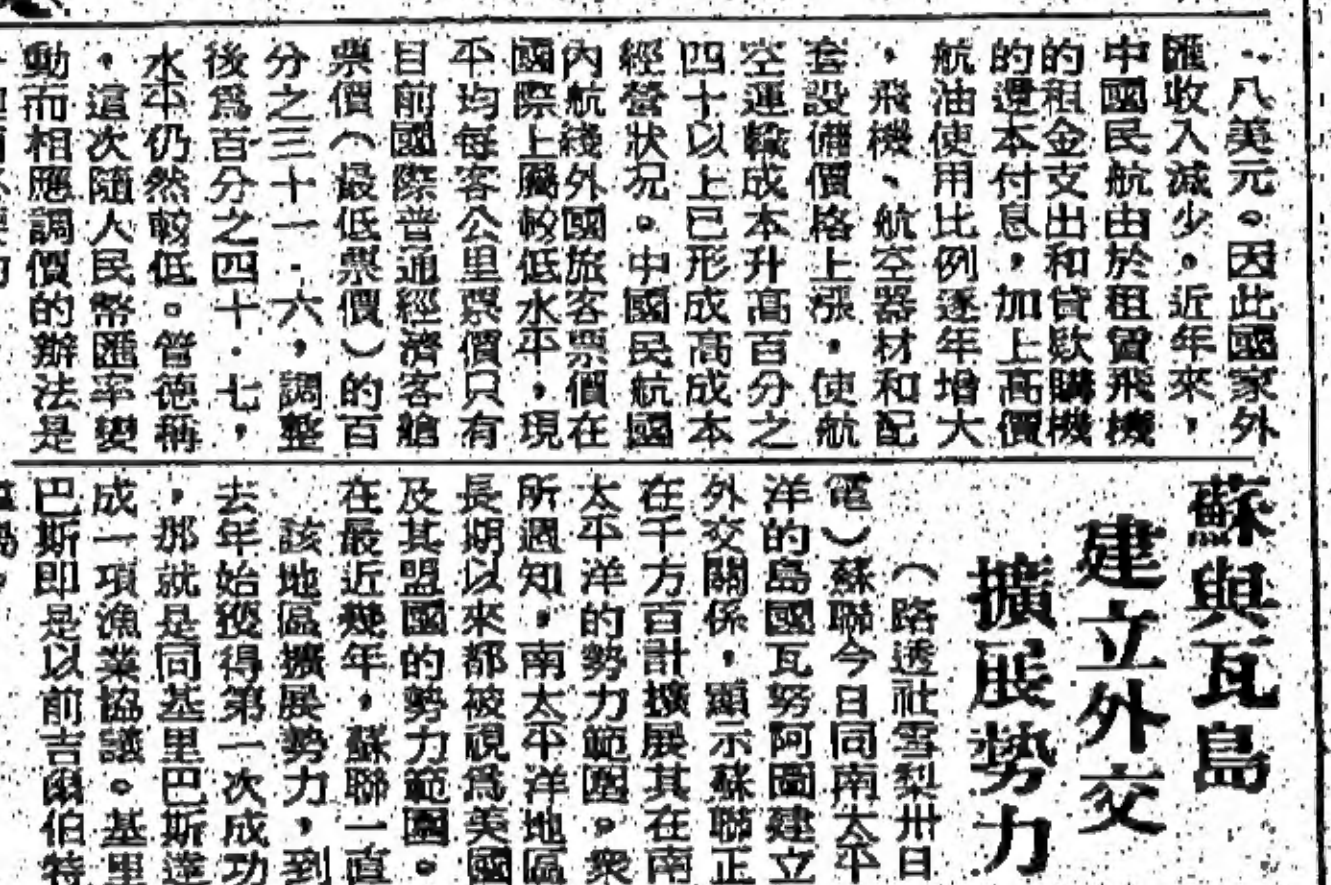 ・八美元。因此國家外
匯收入減少。近年來，
中國民航由於租賃飛機
的租金支出和貸款購機
的還本付息，加上高價
航油使用比例逐年增大
，飛機、航空器材和配
套設備價格上漲，使航
空運輸成本升高百分之
四十以上已形成高成本
經營狀况。中國民航國
內航綫外國旅客票價在
國際上屬較低水平，現
平均每客公里票價只有
目前國際普通經濟客艙
票價（最低票價）的百
分之三十一・六，調整
後爲百分之四十・七，
水平仍然較低。管德稱
，這次隨人民幣匯率變
動而相應調價的辦法是
蘇與瓦島
建立外交
擴展勢力
（路透社雪梨卅日
電）蘇聯今日同南太平
洋的島國瓦努阿圖建立
外交關係，顯示蘇聯正
在千方百計擴展其在南
太平洋的勢力範圍。衆
所週知，南太平洋地區
長期以來都被視爲美國
及其盟國的勢力範圍。
在最近幾年，蘇聯一直
該地區擴展勢力，到
去年始獲得第一次成功
，那就是同基里巴斯達
成一項漁業協議。基里
巴斯即是以前吉爾伯特